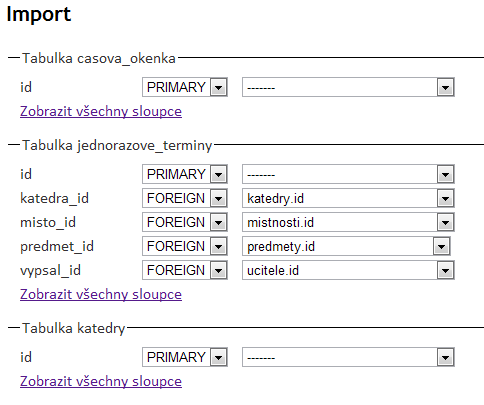 Import
Tabulka casova_okenka
id PRIMARY -------
Zobrazit všechny sloupce
Tabulka jednorazove_terminy
id PRIMARY -------
katedra_id FOREIGN katedry.id
misto_id FOREIGN mistnosti.id
predmet_id FOREIGN predmety.id
vypsal_id FOREIGN ucitele.id
Zobrazit všechny sloupce
Tabulka katedry
id PRIMARY -------
Zobrazit všechny sloupce